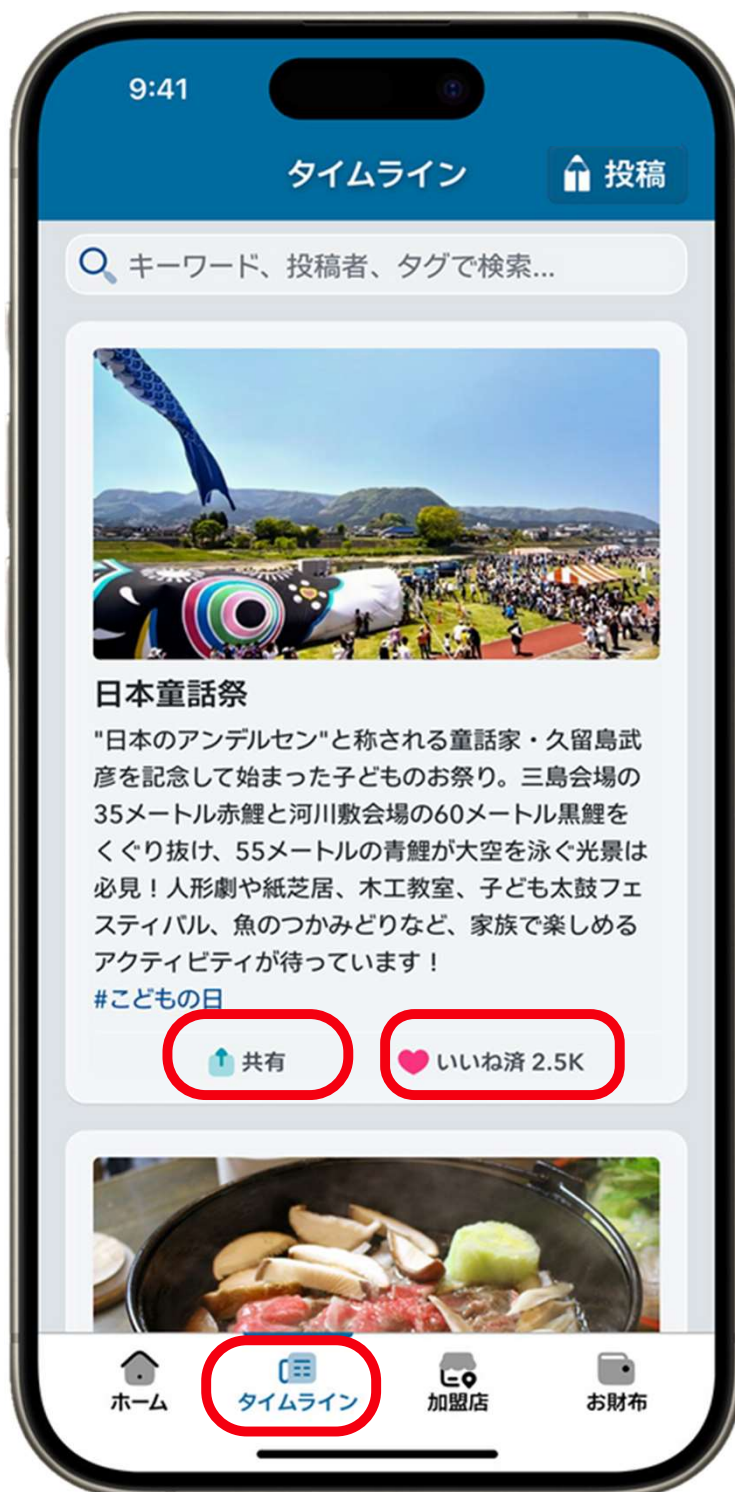 9:41
タイムライン
投稿
キーワード、投稿者、タグで検索...
日本童話祭
"日本のアンデルセン"と称される童話家・久留島武
彦を記念して始まった子どものお祭り。三島会場の
35メートル赤鯉と河川敷会場の60メートル黒鯉を
くぐり抜け、55メートルの青鯉が大空を泳ぐ光景は
必見！人形劇や紙芝居、木工教室、子ども太鼓フェ
スティバル、魚のつかみどりなど、家族で楽しめる
アクティビティが待っています！
#こどもの日
共有
いいね済 2.5K
ホーム
タイムライン
加盟店
お財布